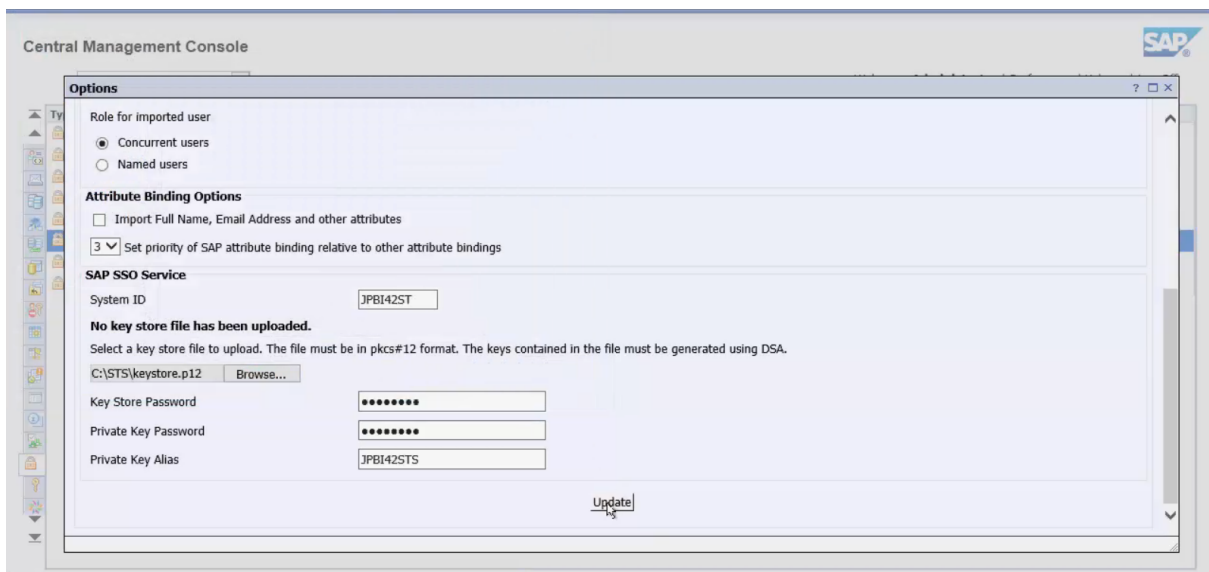 Central Management Console
SAP
Options
? □ ×
Ty
Role for imported user
Concurrent users
Named users
Attribute Binding Options
Import Full Name, Email Address and other attributes
3 Set priority of SAP attribute binding relative to other attribute bindings
SAP SSO Service
System ID JPBI42ST
No key store file has been uploaded.
Select a key store file to upload. The file must be in pkcs#12 format. The keys contained in the file must be generated using DSA.
C:\STS\keystore.p12 Browse...
Key Store Password ●●●●●●●●
Private Key Password ●●●●●●●●
Private Key Alias JPBI42STS
Update